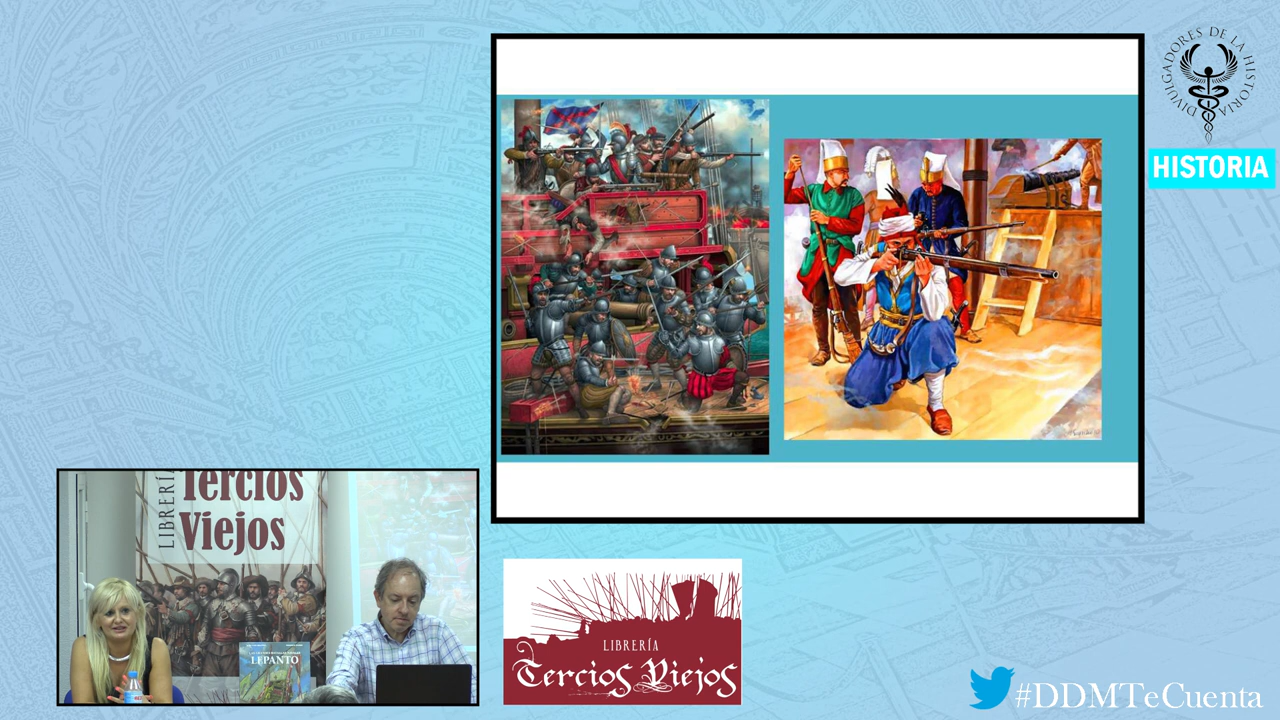 DIVULGADORES DE LA HISTORIA
HISTORIA
LIBRERÍA
Tercios
Viejos
LEPANTO
LIBRERÍA
Tercios Viejos
#DDMTeCuenta